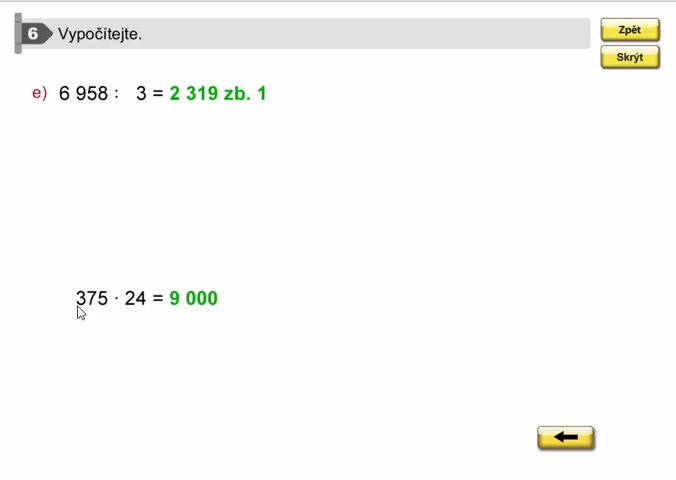 6 Vypočítejte.
Zpět
Skrýt
e) 6 958 : 3 = 2 319 zb. 1
375 · 24 = 9 000